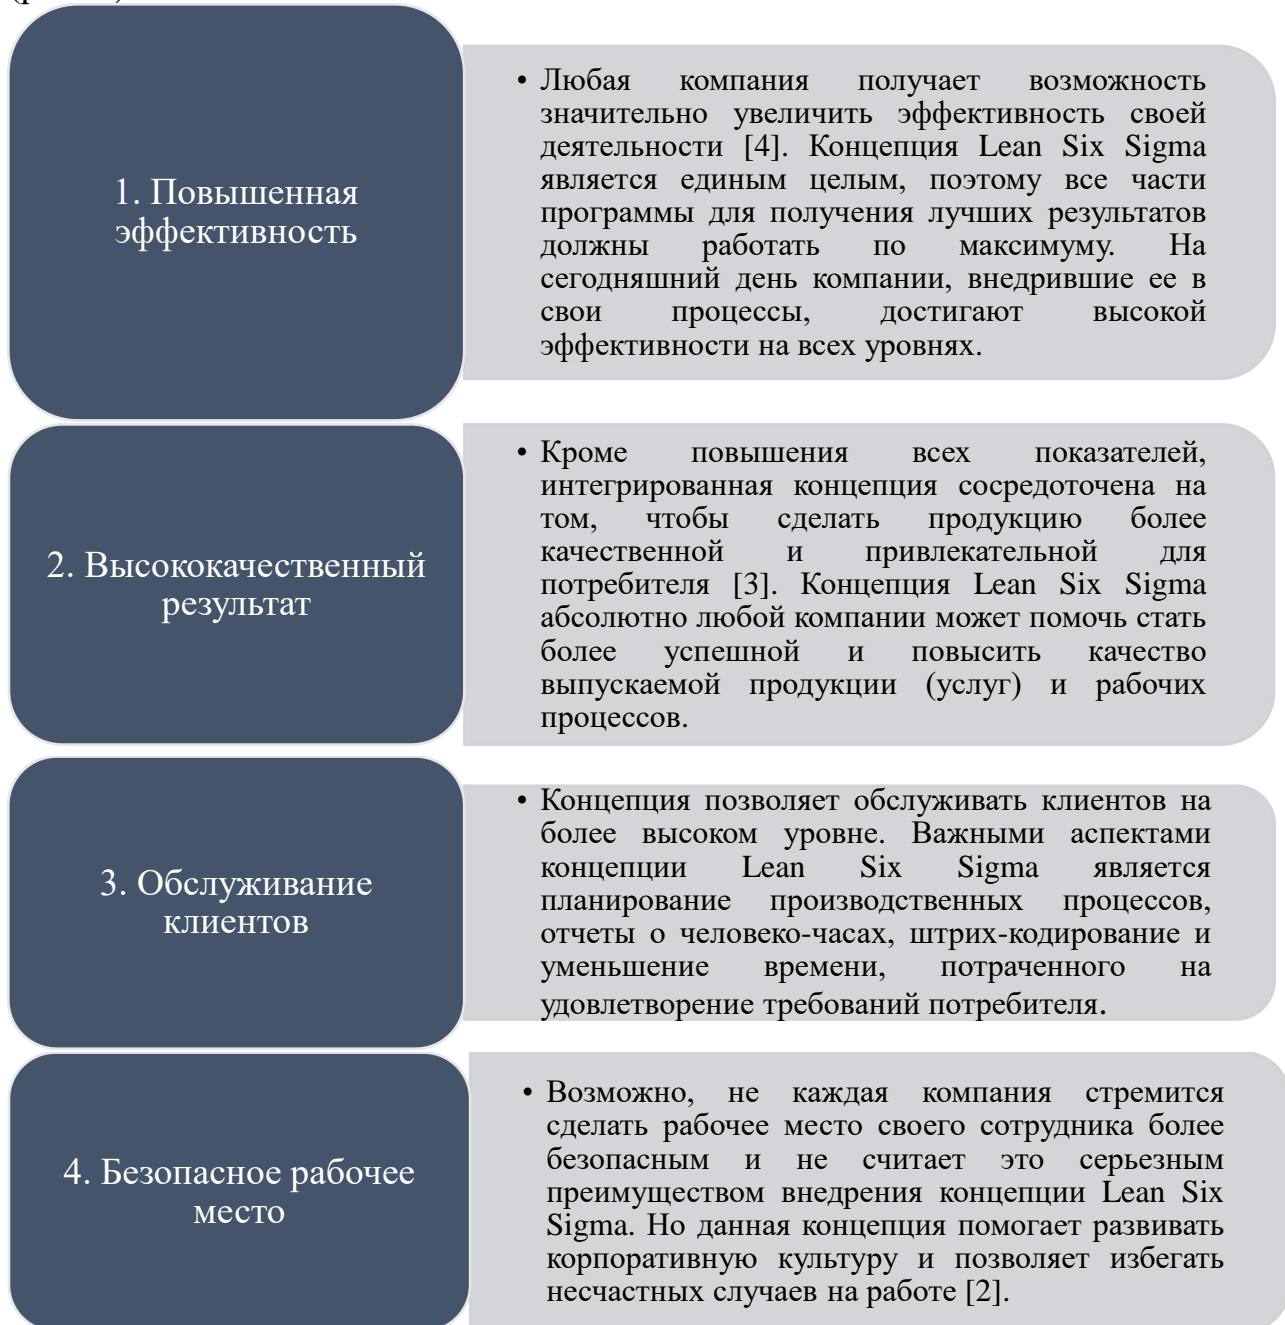 1. Повышенная
эффективность
• Любая компания получает возможность
значительно увеличить эффективность своей
деятельности [4]. Концепция Lean Six Sigma
является единым целым, поэтому все части
программы для получения лучших результатов
должны работать по максимуму. На
сегодняшний день компании, внедрившие ее в
свои процессы, достигают высокой
эффективности на всех уровнях.
2. Высококачественный
результат
• Кроме повышения всех показателей,
интегрированная концепция сосредоточена на
том, чтобы сделать продукцию более
качественной и привлекательной для
потребителя [3]. Концепция Lean Six Sigma
абсолютно любой компании может помочь стать
более успешной и повысить качество
выпускаемой продукции (услуг) и рабочих
процессов.
3. Обслуживание
клиентов
• Концепция позволяет обслуживать клиентов на
более высоком уровне. Важными аспектами
концепции Lean Six Sigma является
планирование производственных процессов,
отчеты о человеко-часах, штрих-кодирование и
уменьшение времени, потраченного на
удовлетворение требований потребителя.
4. Безопасное рабочее
место
• Возможно, не каждая компания стремится
сделать рабочее место своего сотрудника более
безопасным и не считает это серьезным
преимуществом внедрения концепции Lean Six
Sigma. Но данная концепция помогает развивать
корпоративную культуру и позволяет избегать
несчастных случаев на работе [2].